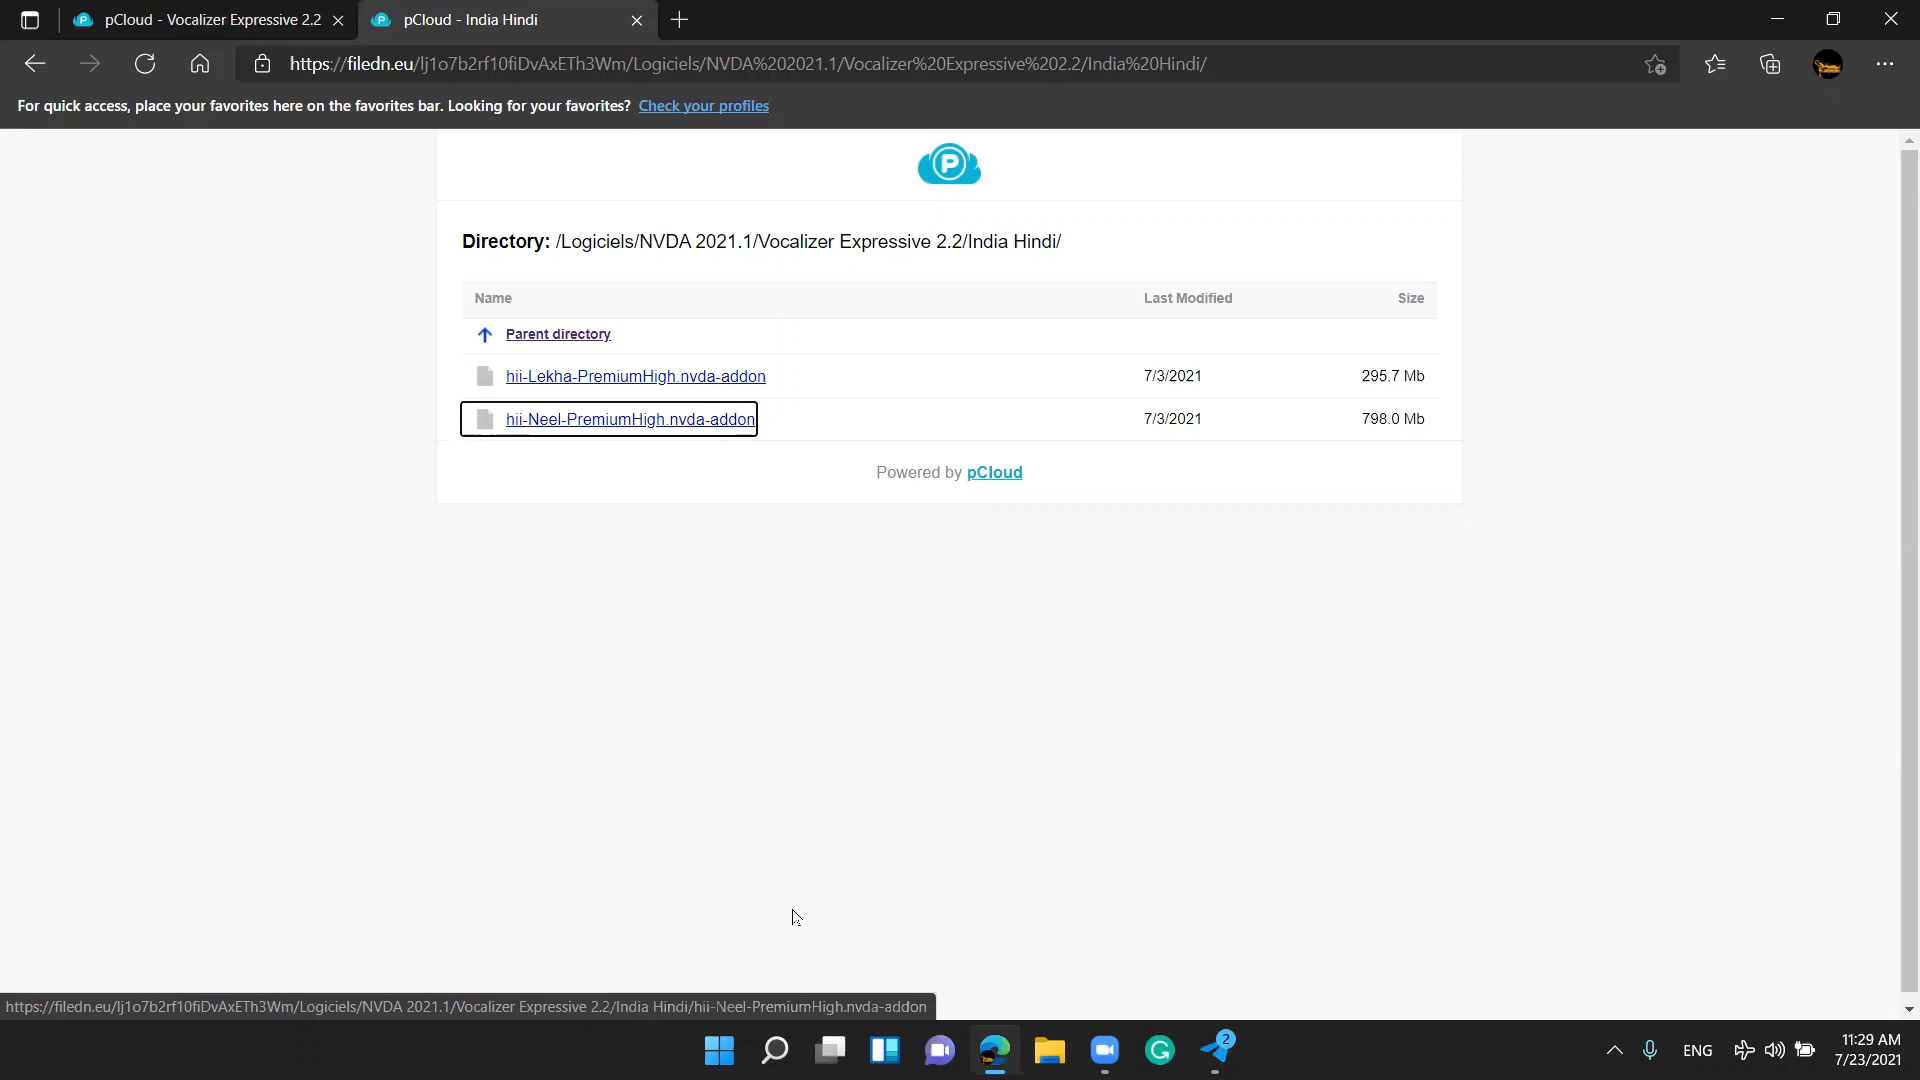 pCloud - Vocalizer Expressive 2.2
pCloud - India Hindi
https://filedn.eu/lj1o7b2rf10fiDvAxETh3Wm/Logiciels/NVDA%202021.1/Vocalizer%20Expressive%202.2/India%20Hindi/
For quick access, place your favorites here on the favorites bar. Looking for your favorites? Check your profiles
P
Directory: /Logiciels/NVDA 2021.1/Vocalizer Expressive 2.2/India Hindi/
Name Last Modified Size
Parent directory
hii-Lekha-PremiumHigh.nvda-addon 7/3/2021 295.7 Mb
hii-Neel-PremiumHigh.nvda-addon 7/3/2021 798.0 Mb
Powered by pCloud
https://filedn.eu/lj1o7b2rf10fiDvAxETh3Wm/Logiciels/NVDA 2021.1/Vocalizer Expressive 2.2/India Hindi/hii-Neel-PremiumHigh.nvda-addon
2
ENG
11:29 AM
7/23/2021